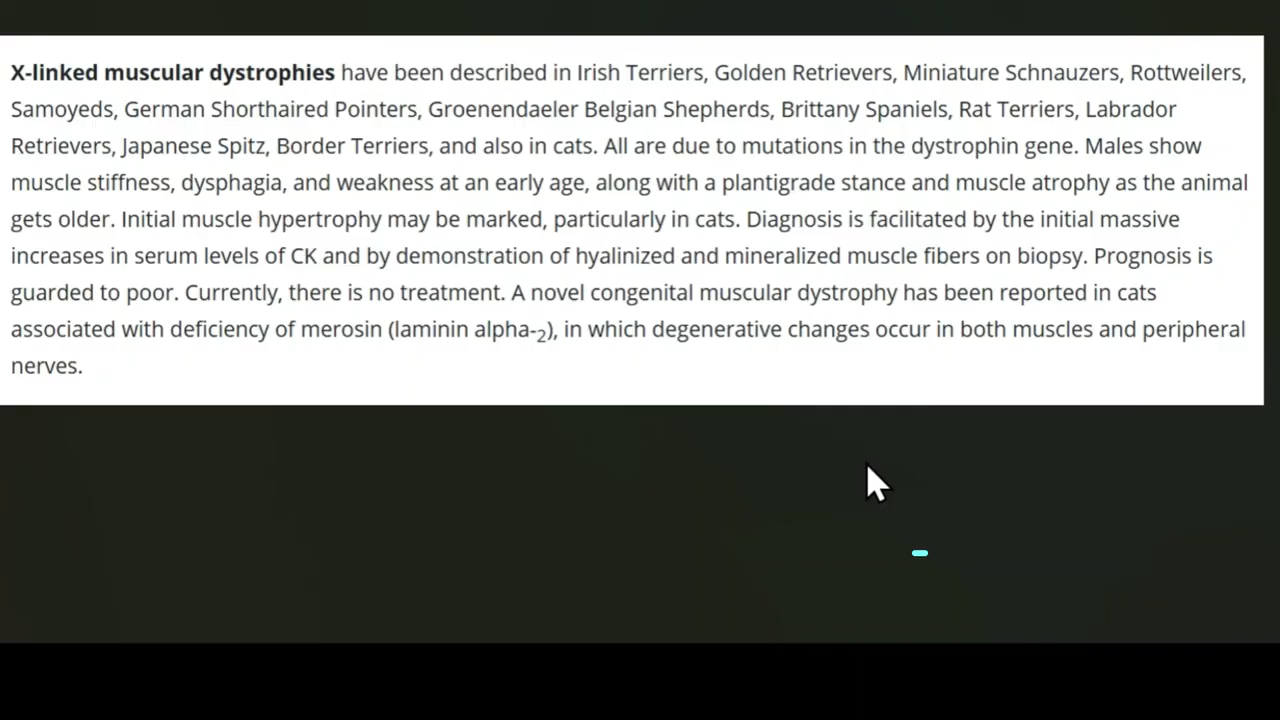 X-linked muscular dystrophies have been described in Irish Terriers, Golden Retrievers, Miniature Schnauzers, Rottweilers,
Samoyeds, German Shorthaired Pointers, Groenendaeler Belgian Shepherds, Brittany Spaniels, Rat Terriers, Labrador
Retrievers, Japanese Spitz, Border Terriers, and also in cats. All are due to mutations in the dystrophin gene. Males show
muscle stiffness, dysphagia, and weakness at an early age, along with a plantigrade stance and muscle atrophy as the animal
gets older. Initial muscle hypertrophy may be marked, particularly in cats. Diagnosis is facilitated by the initial massive
increases in serum levels of CK and by demonstration of hyalinized and mineralized muscle fibers on biopsy. Prognosis is
guarded to poor. Currently, there is no treatment. A novel congenital muscular dystrophy has been reported in cats
associated with deficiency of merosin (laminin alpha-₂), in which degenerative changes occur in both muscles and peripheral
nerves.